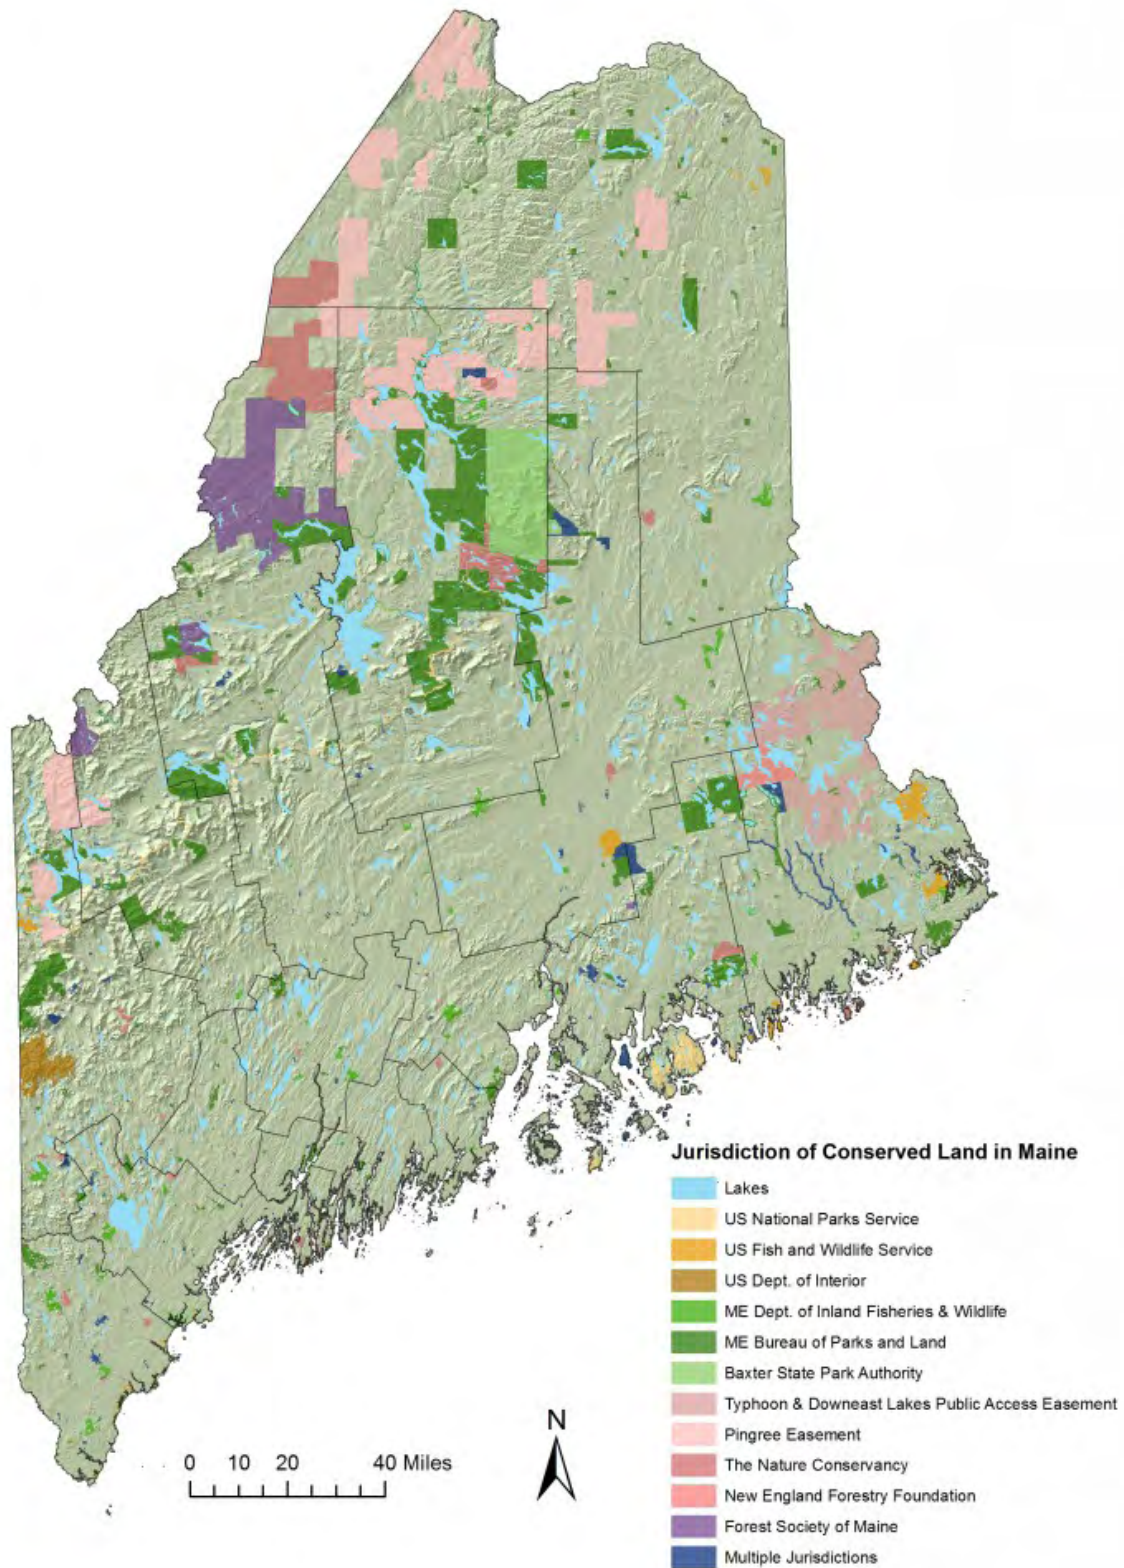 Jurisdiction of Conserved Land in Maine
Lakes
US National Parks Service
US Fish and Wildlife Service
US Dept. of Interior
ME Dept. of Inland Fisheries & Wildlife
ME Bureau of Parks and Land
Baxter State Park Authority
Typhoon & Downeast Lakes Public Access Easement
Pingree Easement
The Nature Conservancy
New England Forestry Foundation
Forest Society of Maine
Multiple Jurisdictions
N
0 10 20 40 Miles